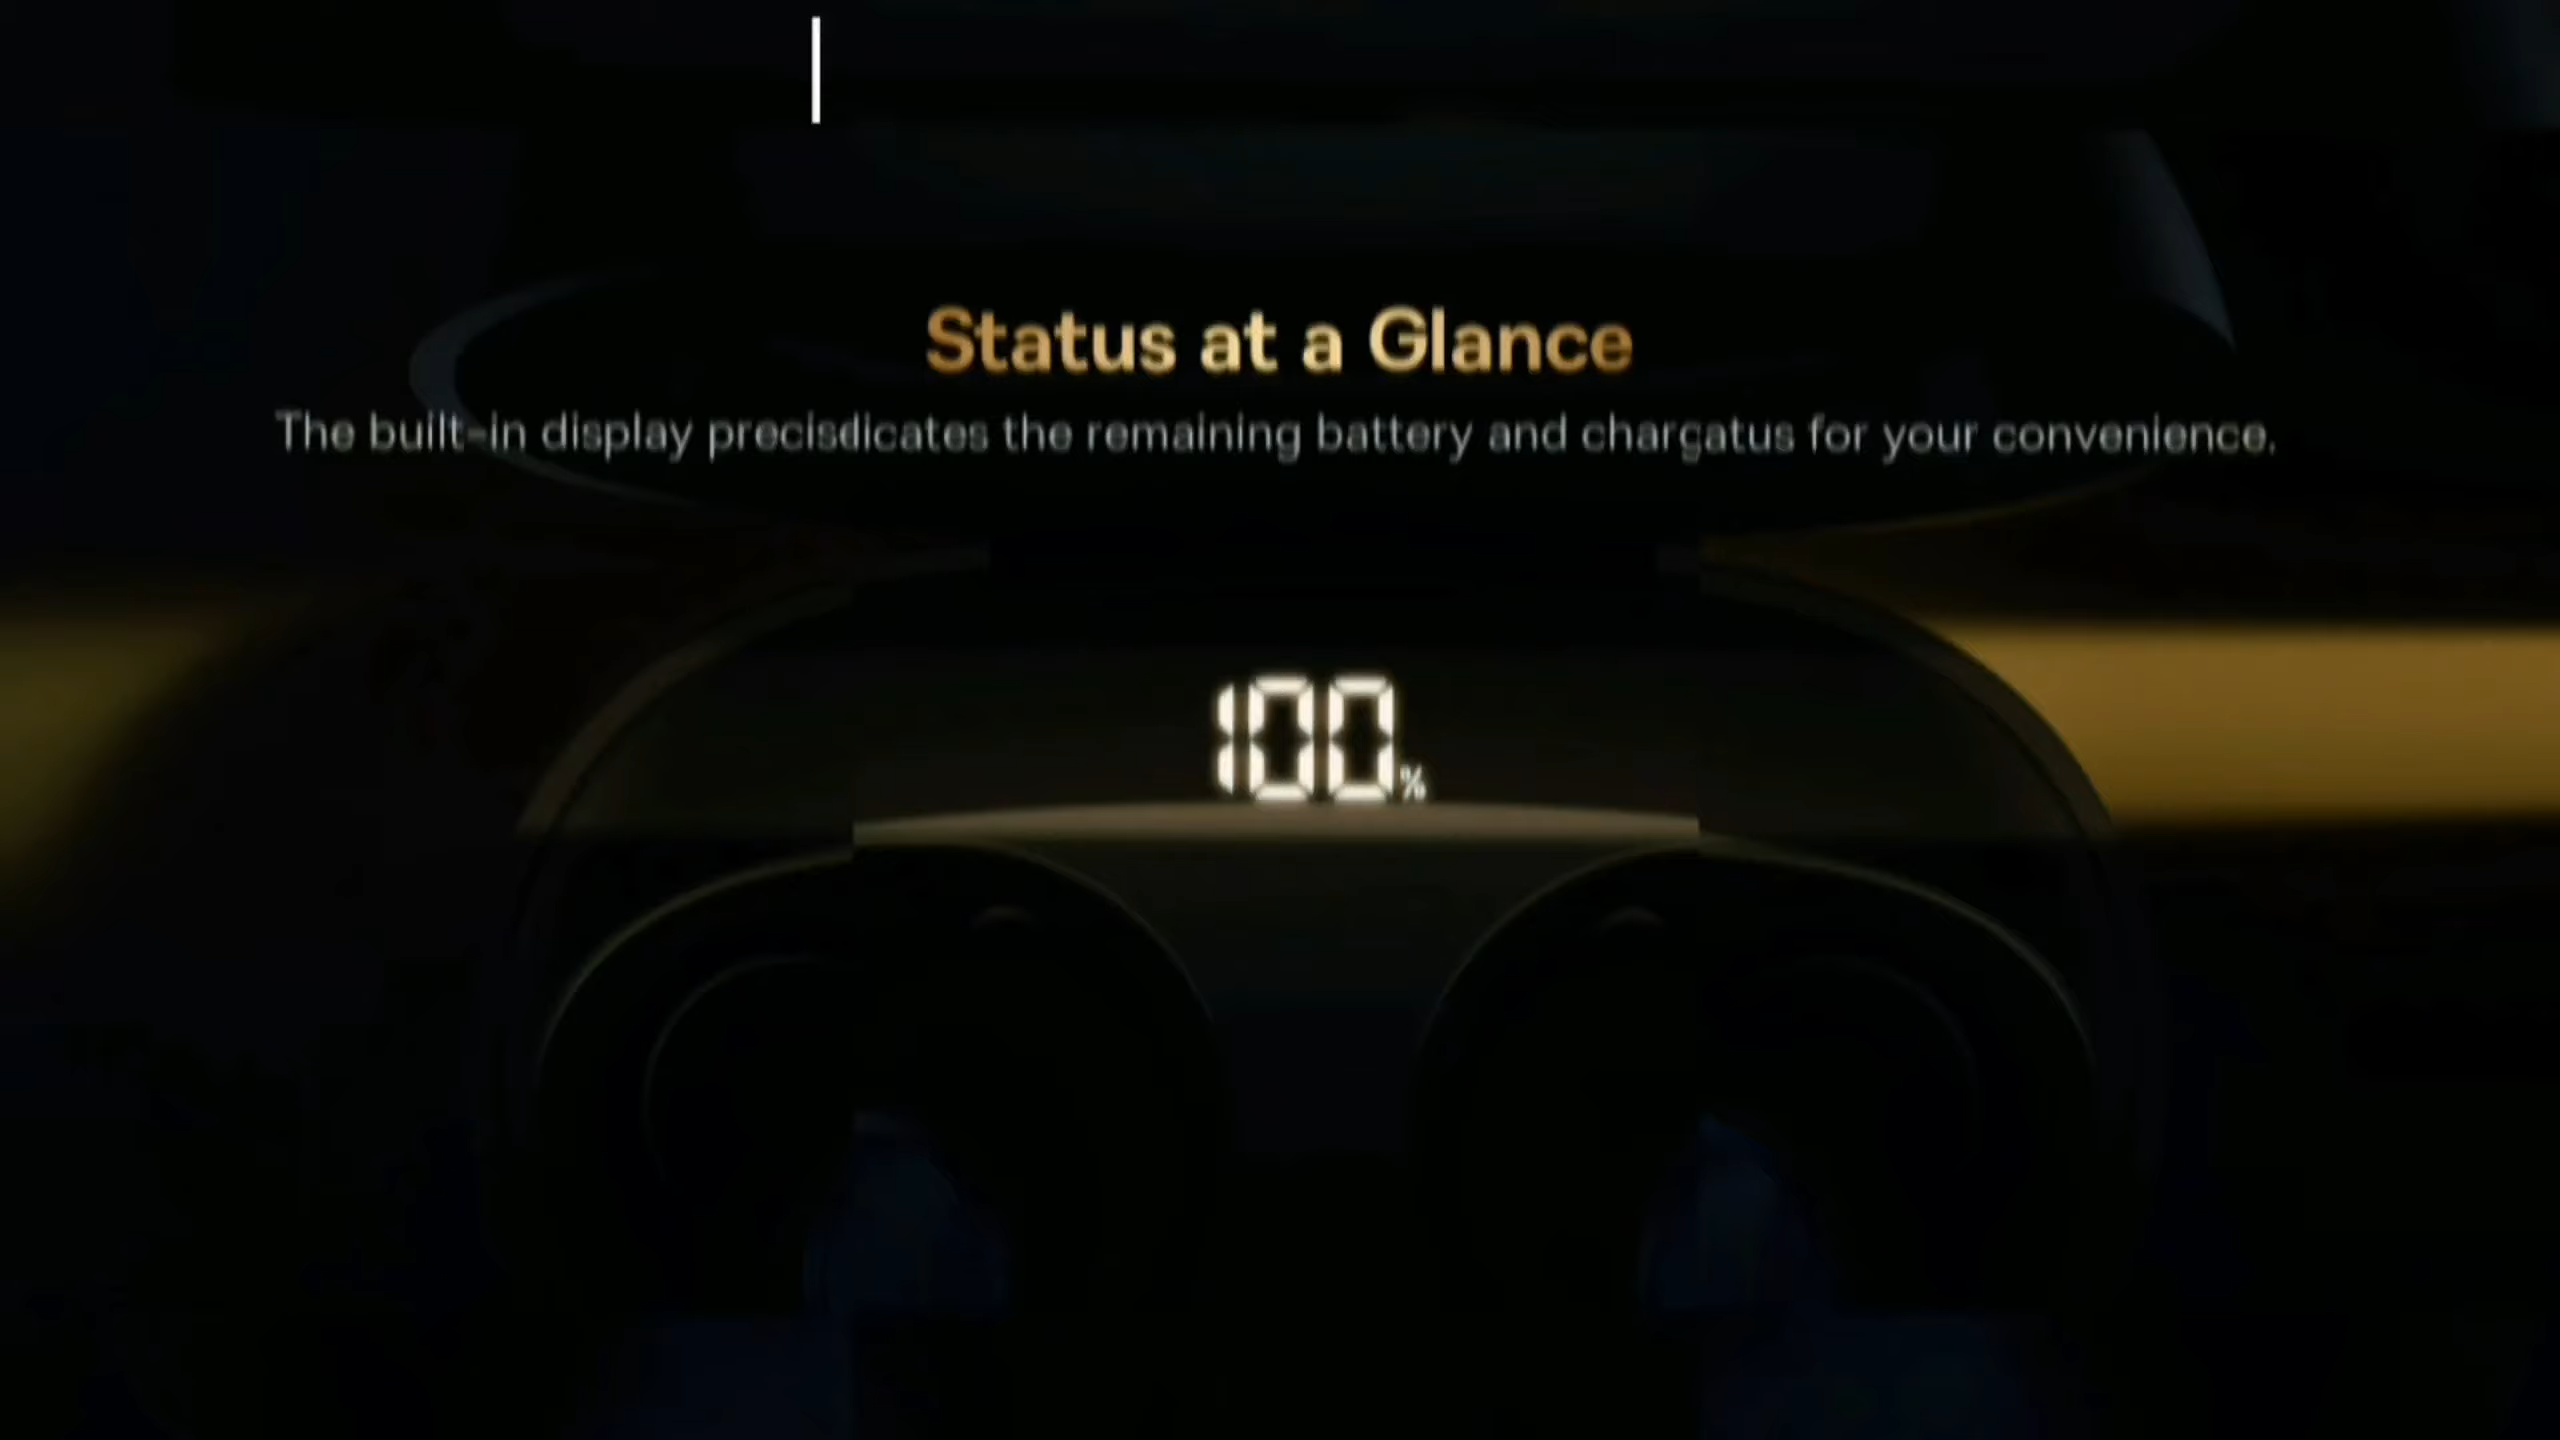 Status at a Glance
The built-in display precisdicates the remaining battery and chargatus for your convenience.
100%